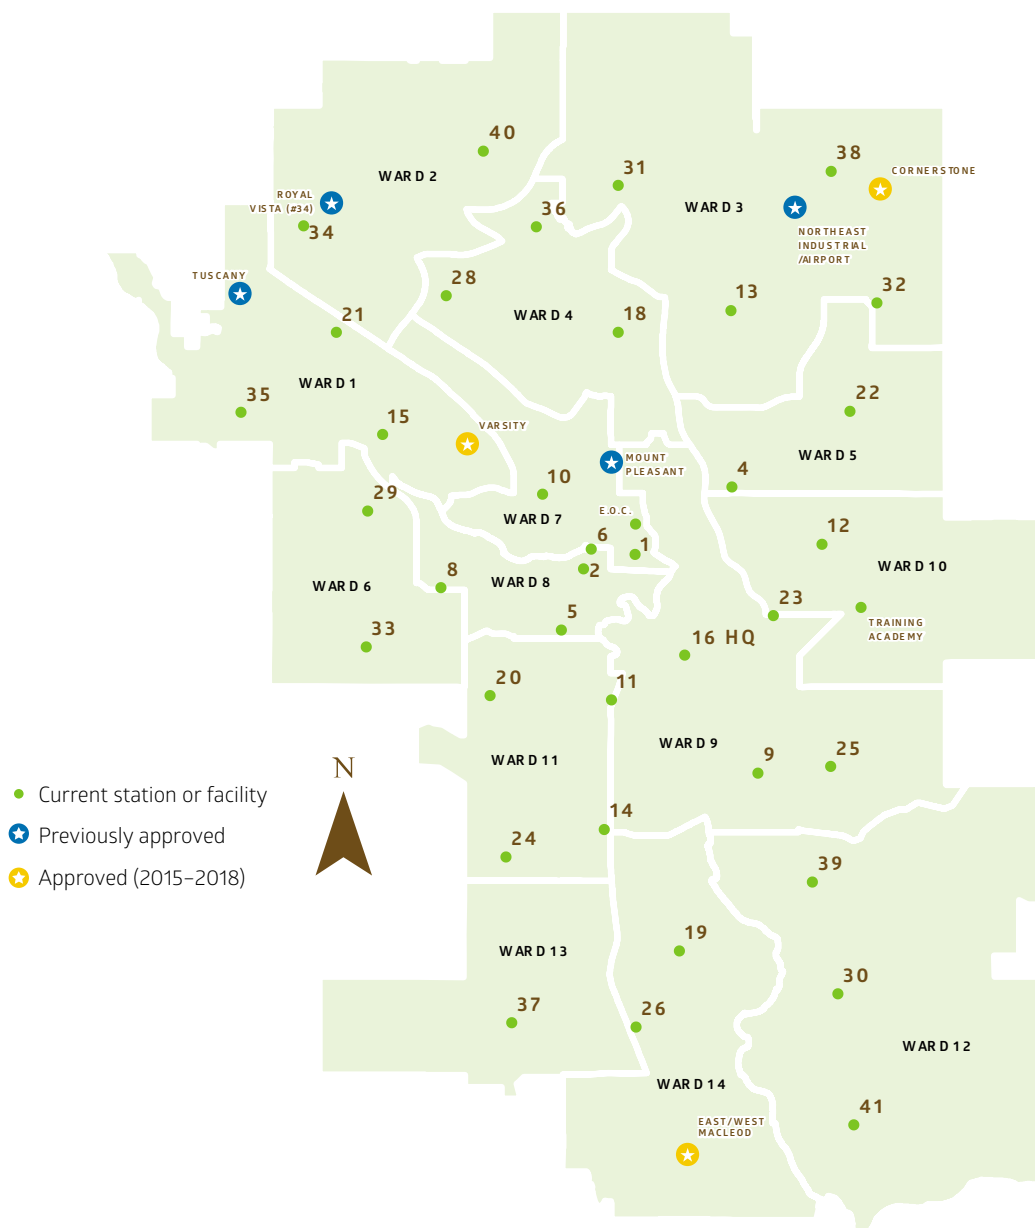 40
WARD 2
31
38
CORNERSTONE
ROYAL
VISTA (#34)
34
36
WARD 3
NORTHEAST
INDUSTRIAL
/AIRPORT
TUSCANY
28
32
13
21
WARD 4
18
WARD 1
35
22
15
VARSITY
WARD 5
MOUNT
PLEASANT
4
10
29
E.O.C.
WARD 7
12
6
1
WARD 10
8
2
WARD 8
WARD 6
23
5
TRAINING
ACADEMY
33
16 HQ
20
11
WARD 9
9
25
WARD 11
N
Current station or facility
Previously approved
Approved (2015–2018)
14
24
39
19
WARD 13
30
37
26
WARD 12
WARD 14
41
EAST/WEST
MACLEOD